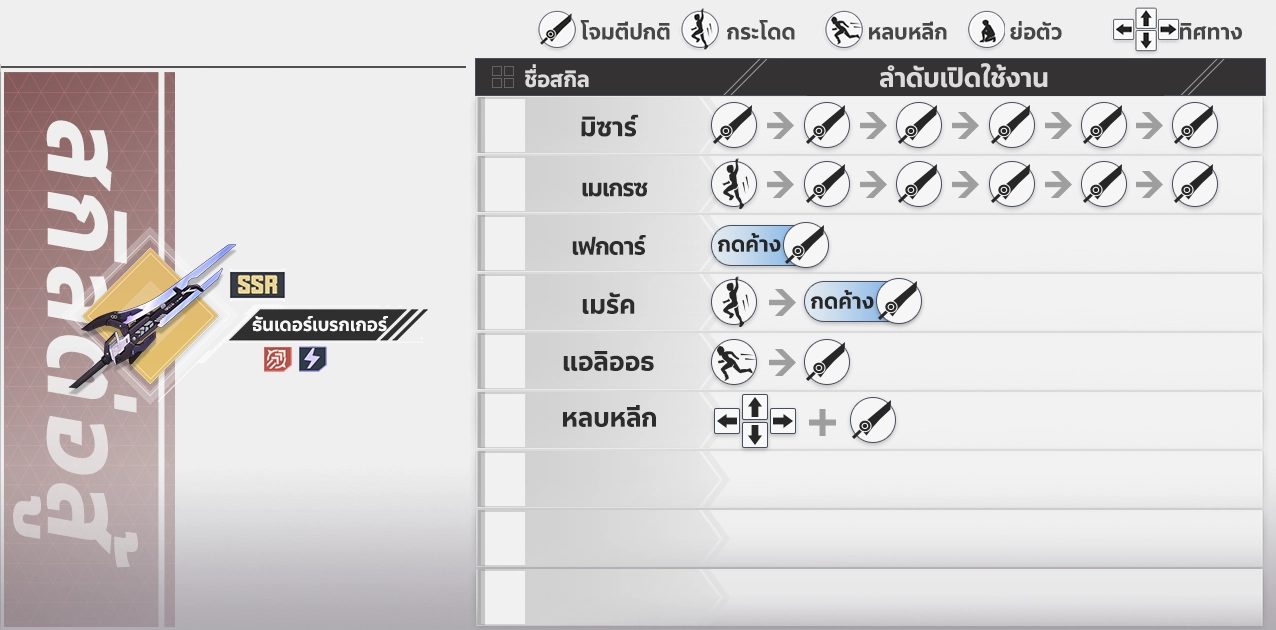 โจมตีปกติ กระโดด หลบหลีก ย่อตัว ทิศทาง
ชื่อสกิล ลำดับเปิดใช้งาน
สกิลต่อสู้
SSR
ธันเดอร์เบรกเกอร์
มิซาร์
เมเกรซ
เฟกดาร์ กดค้าง
เมรัค กดค้าง
แอลิออธ
หลบหลีก